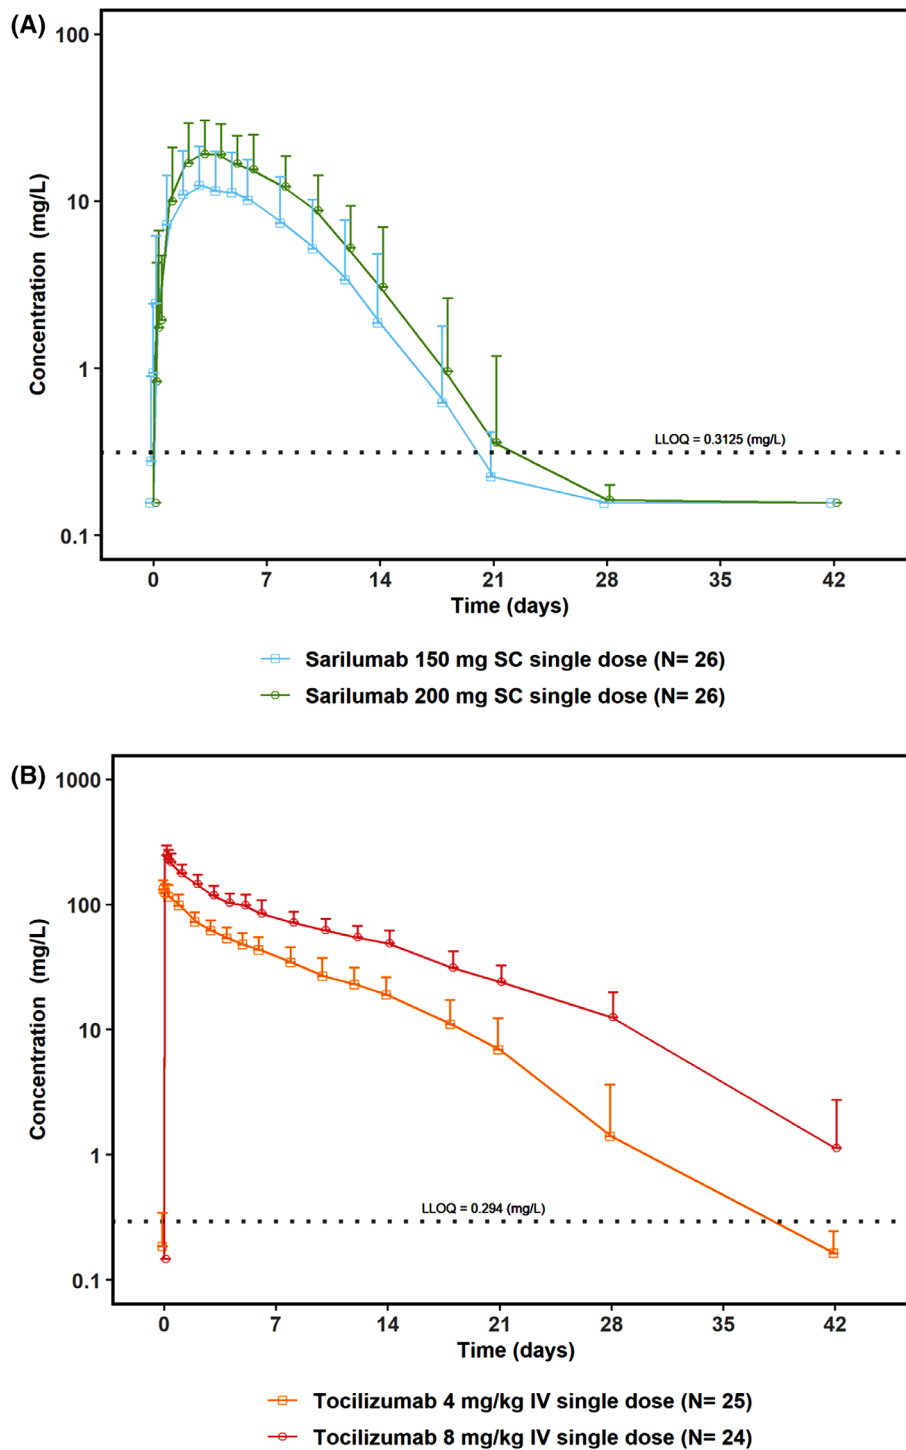 (A)
100
10
1
0.1
Concentration (mg/L)
LLOQ = 0.3125 (mg/L)
0 7 14 21 28 35 42
Time (days)
Sarilumab 150 mg SC single dose (N= 26)
Sarilumab 200 mg SC single dose (N= 26)
(B)
1000
100
10
1
0.1
Concentration (mg/L)
LLOQ = 0.294 (mg/L)
0 7 14 21 28 35 42
Time (days)
Tocilizumab 4 mg/kg IV single dose (N= 25)
Tocilizumab 8 mg/kg IV single dose (N= 24)